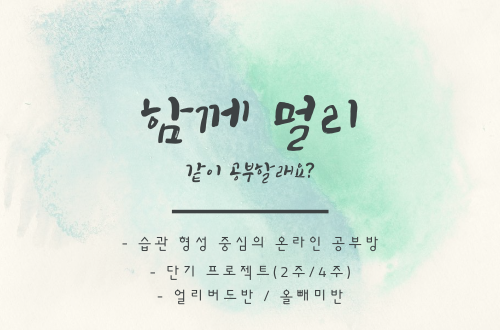 함께 멀리
같이 공부할래요?
- 습관 형성 중심의 온라인 공부방
- 단기 프로젝트(2주/4주)
- 얼리버드반 / 올빼미반